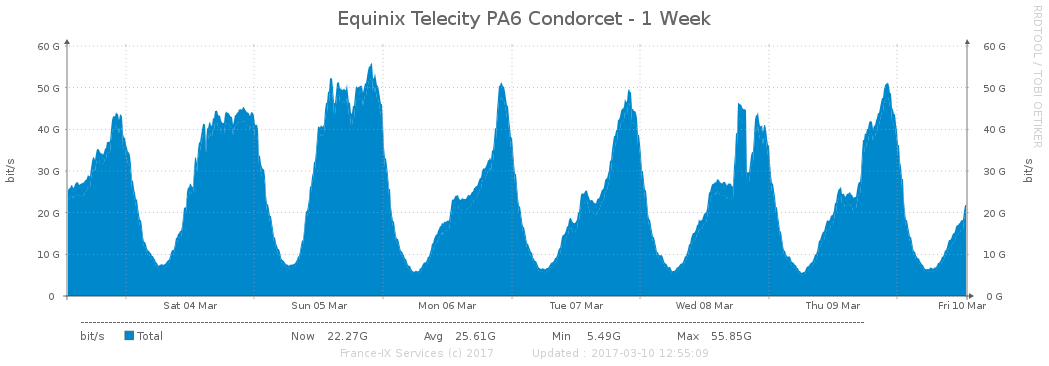 Equinix Telecity PA6 Condorcet - 1 Week
RRDTOOL / TOBI OETIKER
60 G 60 G
50 G 50 G
40 G 40 G
30 G 30 G
20 G 20 G
10 G 10 G
0 0 G
bit/s
bit/s
Sat 04 Mar Sun 05 Mar Mon 06 Mar Tue 07 Mar Wed 08 Mar Thu 09 Mar Fri 10 Mar
bit/s Total Now 22.27G Avg 25.61G Min 5.49G Max 55.85G
France-IX Services (c) 2017 Updated : 2017-03-10 12:55:09